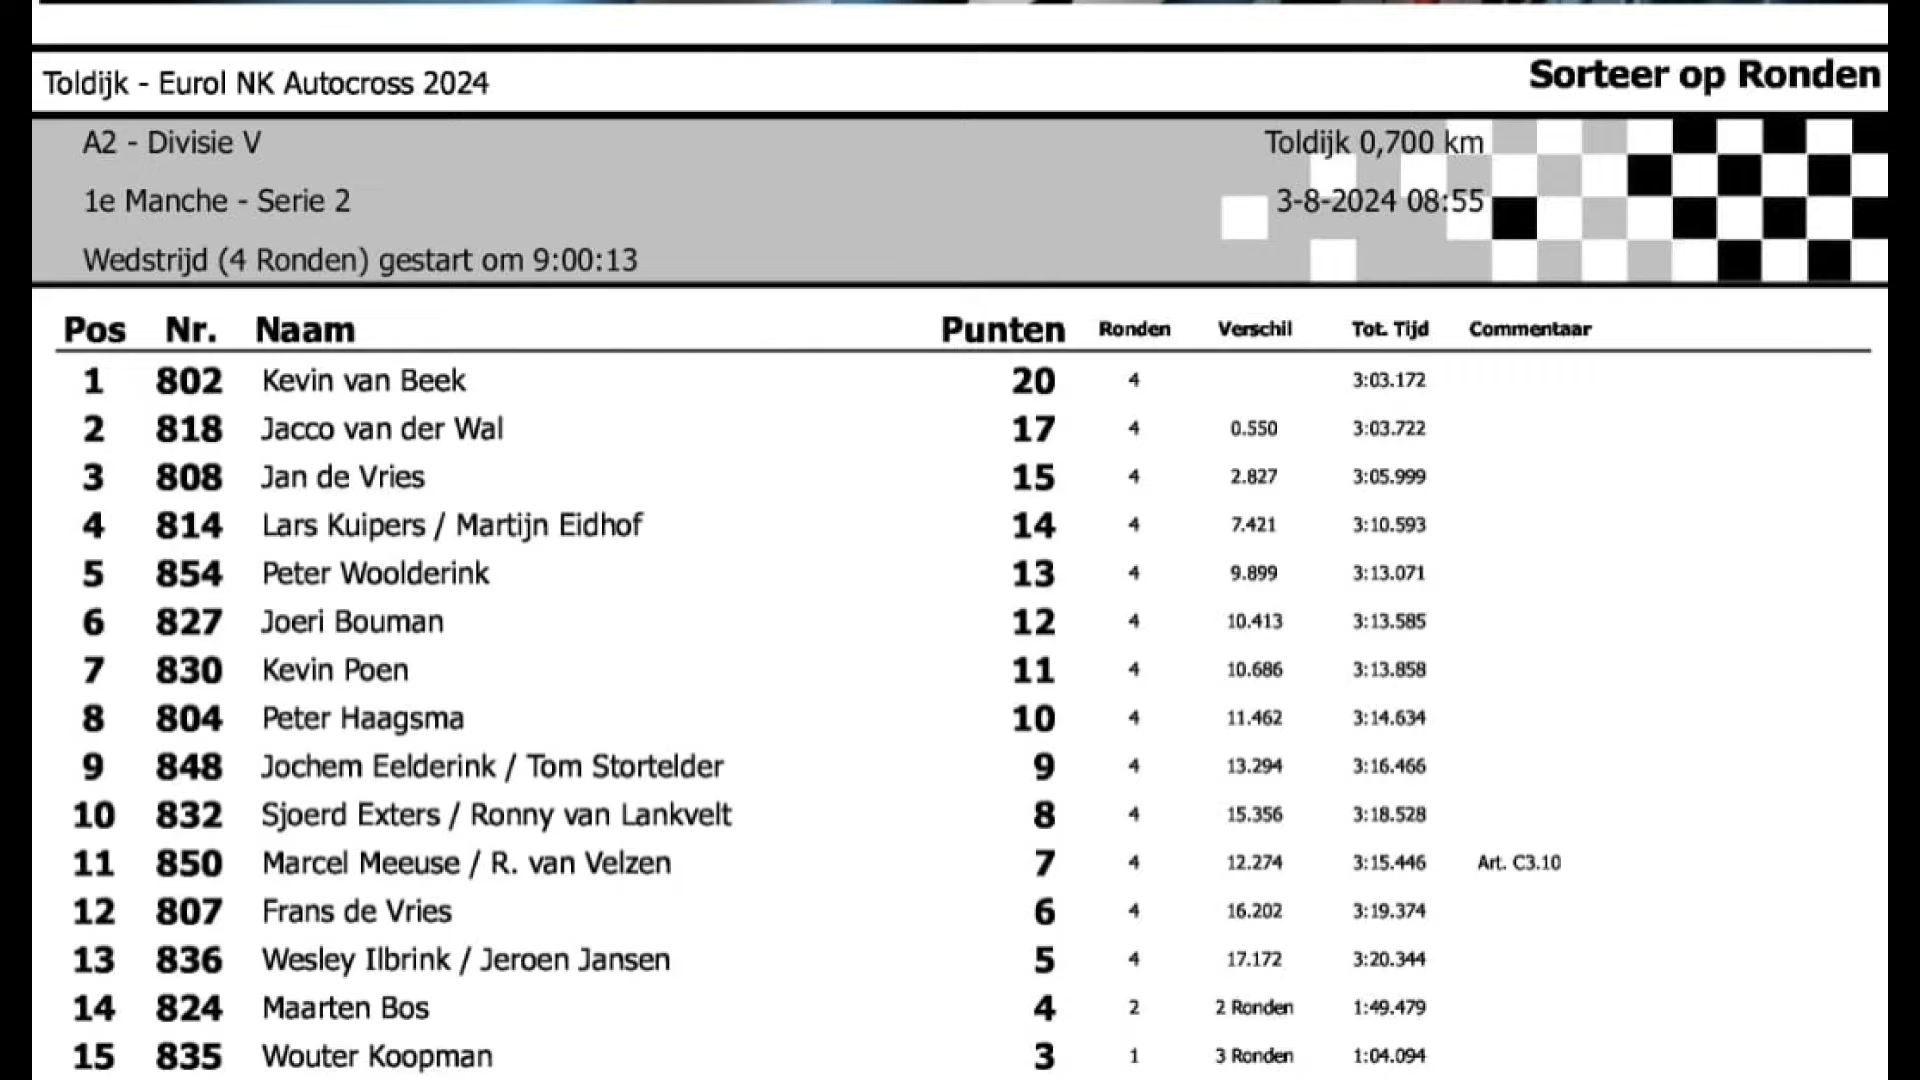 Toldijk - Eurol NK Autocross 2024 Sorteer op Ronden
A2 - Divisie V Toldijk 0,700 km
1e Manche - Serie 2 3-8-2024 08:55
Wedstrijd (4 Ronden) gestart om 9:00:13
Pos Nr. Naam Punten Ronden Verschil Tot. Tijd Commentaar
1 802 Kevin van Beek 20 4 3:03.172
2 818 Jacco van der Wal 17 4 0.550 3:03.722
3 808 Jan de Vries 15 4 2.827 3:05.999
4 814 Lars Kuipers / Martijn Eidhof 14 4 7.421 3:10.593
5 854 Peter Woolderink 13 4 9.899 3:13.071
6 827 Joeri Bouman 12 4 10.413 3:13.585
7 830 Kevin Poen 11 4 10.686 3:13.858
8 804 Peter Haagsma 10 4 11.462 3:14.634
9 848 Jochem Eelderink / Tom Stortelder 9 4 13.294 3:16.466
10 832 Sjoerd Exters / Ronny van Lankvelt 8 4 15.356 3:18.528
11 850 Marcel Meeuse / R. van Velzen 7 4 12.274 3:15.446 Art. C3.10
12 807 Frans de Vries 6 4 16.202 3:19.374
13 836 Wesley Ilbrink / Jeroen Jansen 5 4 17.172 3:20.344
14 824 Maarten Bos 4 2 2 Ronden 1:49.479
15 835 Wouter Koopman 3 1 3 Ronden 1:04.094